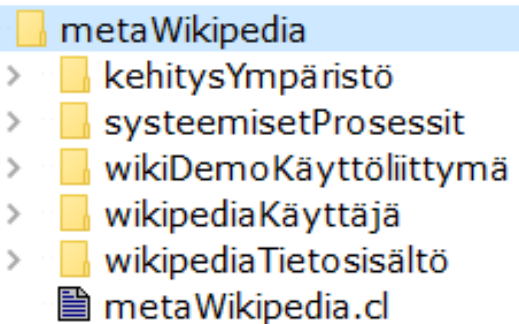 metaWikipedia
kehitysYmpäristö
systeemisetProsessit
wikiDemoKäyttöliittymä
wikipediaKäyttäjä
wikipediaTietosisältö
metaWikipedia.cl